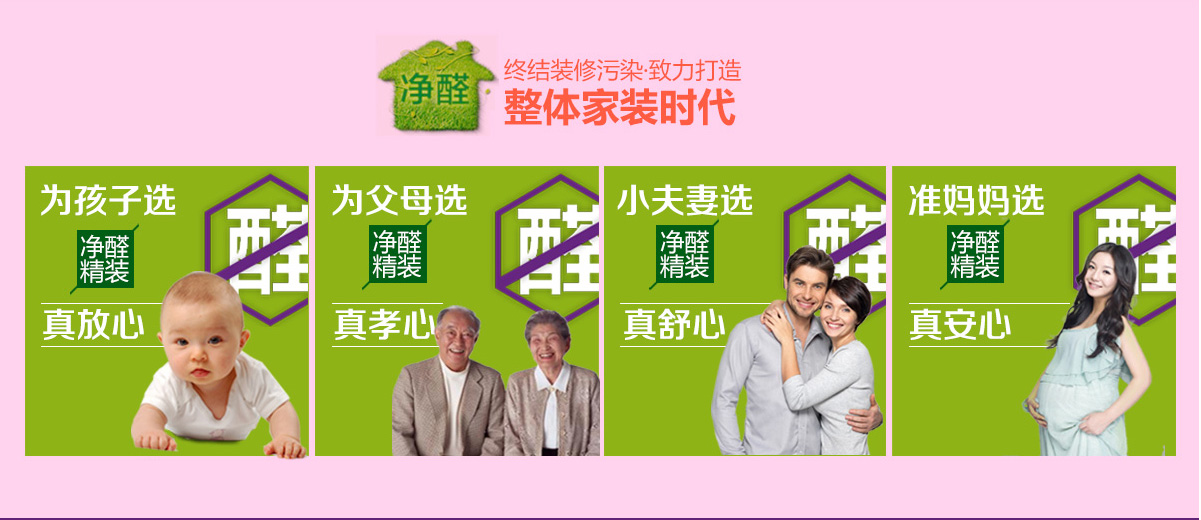 净醛
终结装修污染·致力打造
整体家装时代
为孩子选
净醛
精装
真放心
醛
为父母选
净醛
精装
真孝心
醛
小夫妻选
净醛
精装
真舒心
醛
准妈妈选
净醛
精装
真安心
醛